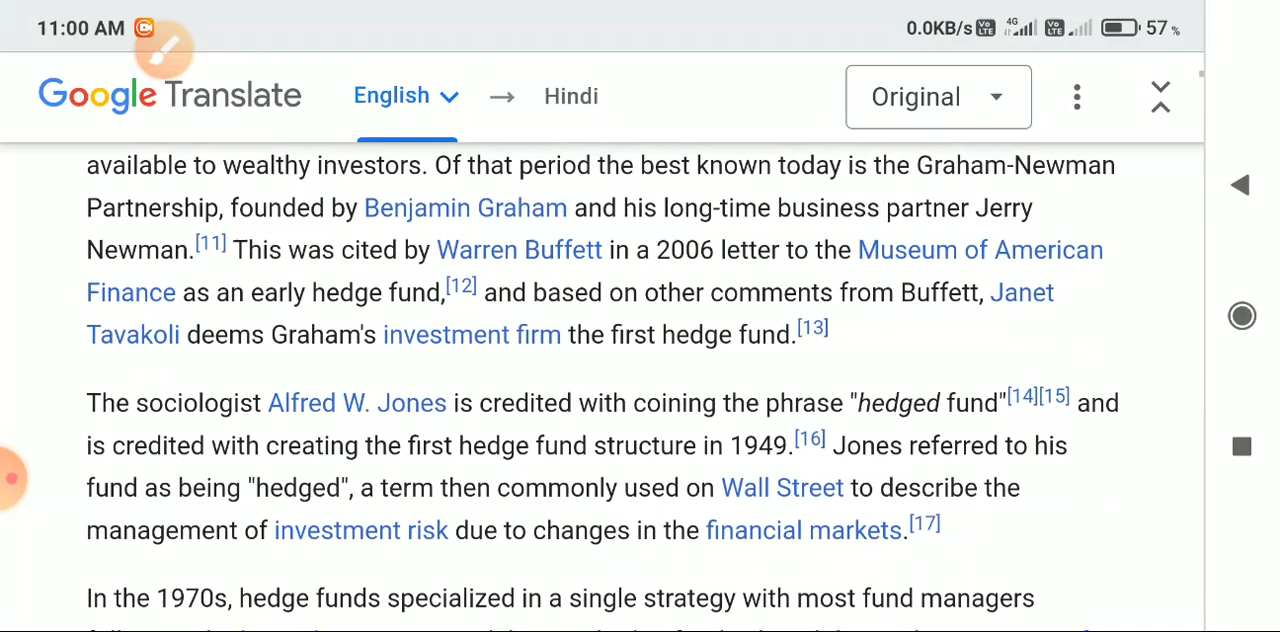 11:00 AM 0.0KB/s Vo LTE 4G Vo LTE 57 %
Google Translate English → Hindi Original
available to wealthy investors. Of that period the best known today is the Graham-Newman
Partnership, founded by Benjamin Graham and his long-time business partner Jerry
Newman.[11] This was cited by Warren Buffett in a 2006 letter to the Museum of American
Finance as an early hedge fund,[12] and based on other comments from Buffett, Janet
Tavakoli deems Graham's investment firm the first hedge fund.[13]
The sociologist Alfred W. Jones is credited with coining the phrase "hedged fund"[14][15] and
is credited with creating the first hedge fund structure in 1949.[16] Jones referred to his
fund as being "hedged", a term then commonly used on Wall Street to describe the
management of investment risk due to changes in the financial markets.[17]
In the 1970s, hedge funds specialized in a single strategy with most fund managers